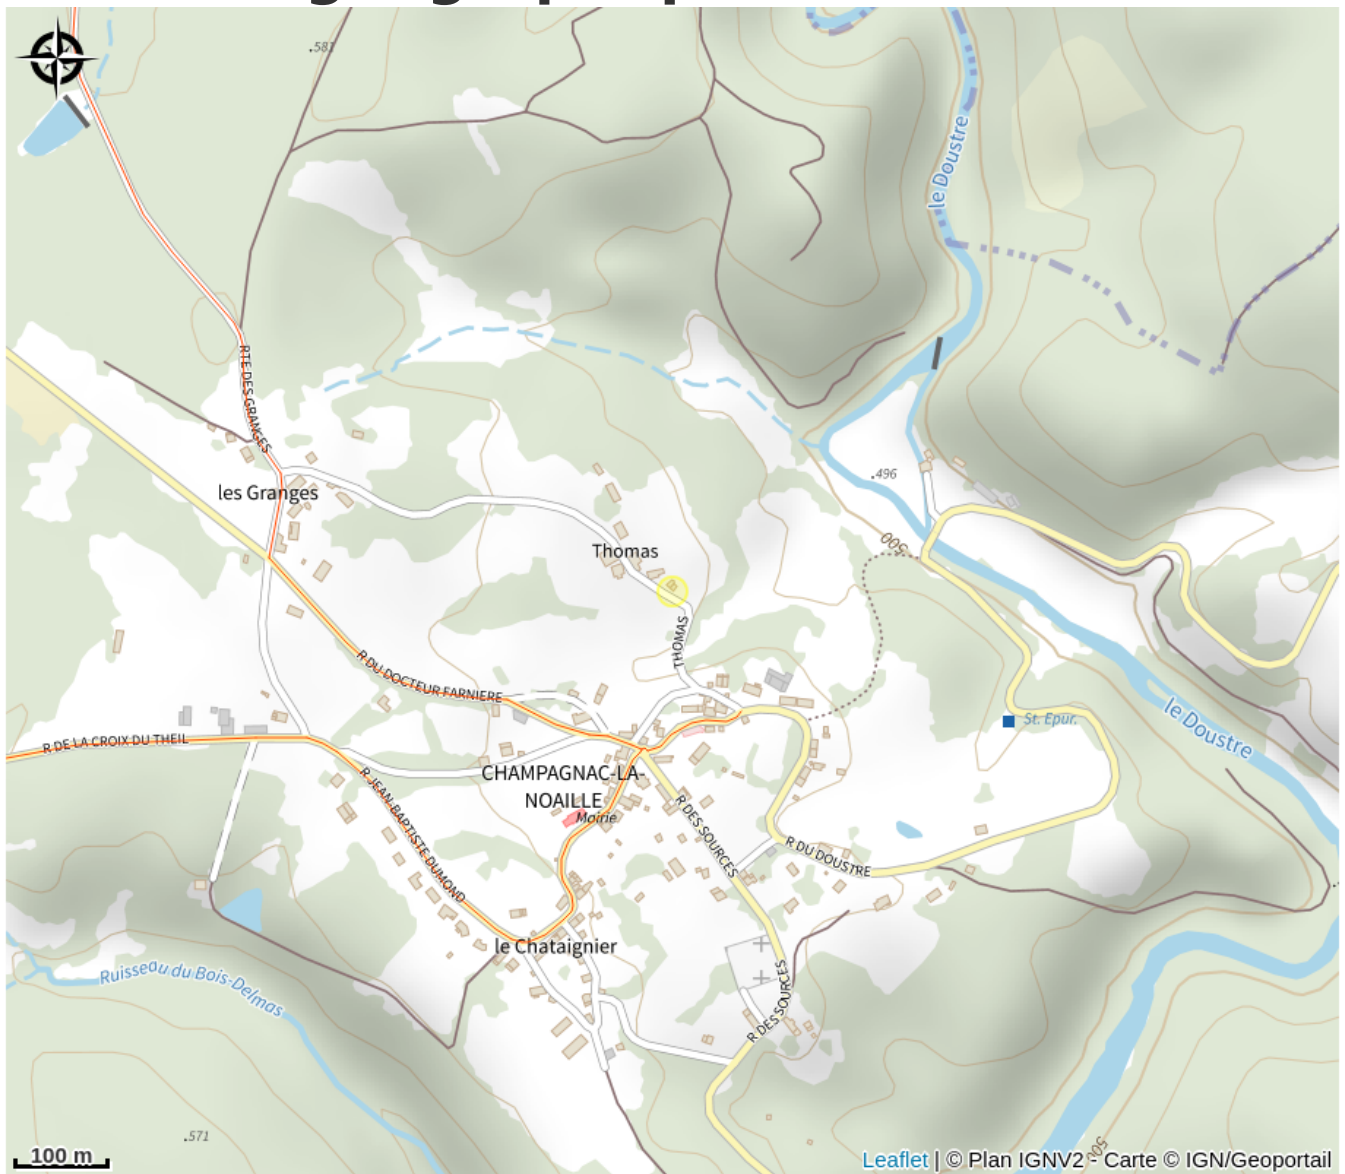 .587
le Doustre
RTE DES GRANGES
.496
les Granges
500
Thomas
THOMAS
R DU DOCTEUR FARNIERE
le Doustre
St. Epur.
R DE LA CROIX DU THEIL
CHAMPAGNAC-LA-
NOAILLE
Mairie
R JEAN-BAPTISTE DUMOND
R DES SOURCES
R DU DOUSTRE
le Chataignier
Ruisseau du Bois-Delmas
R DES SOURCES
.571
500
100 m
Leaflet | © Plan IGNV2 - Carte © IGN/Geoportail